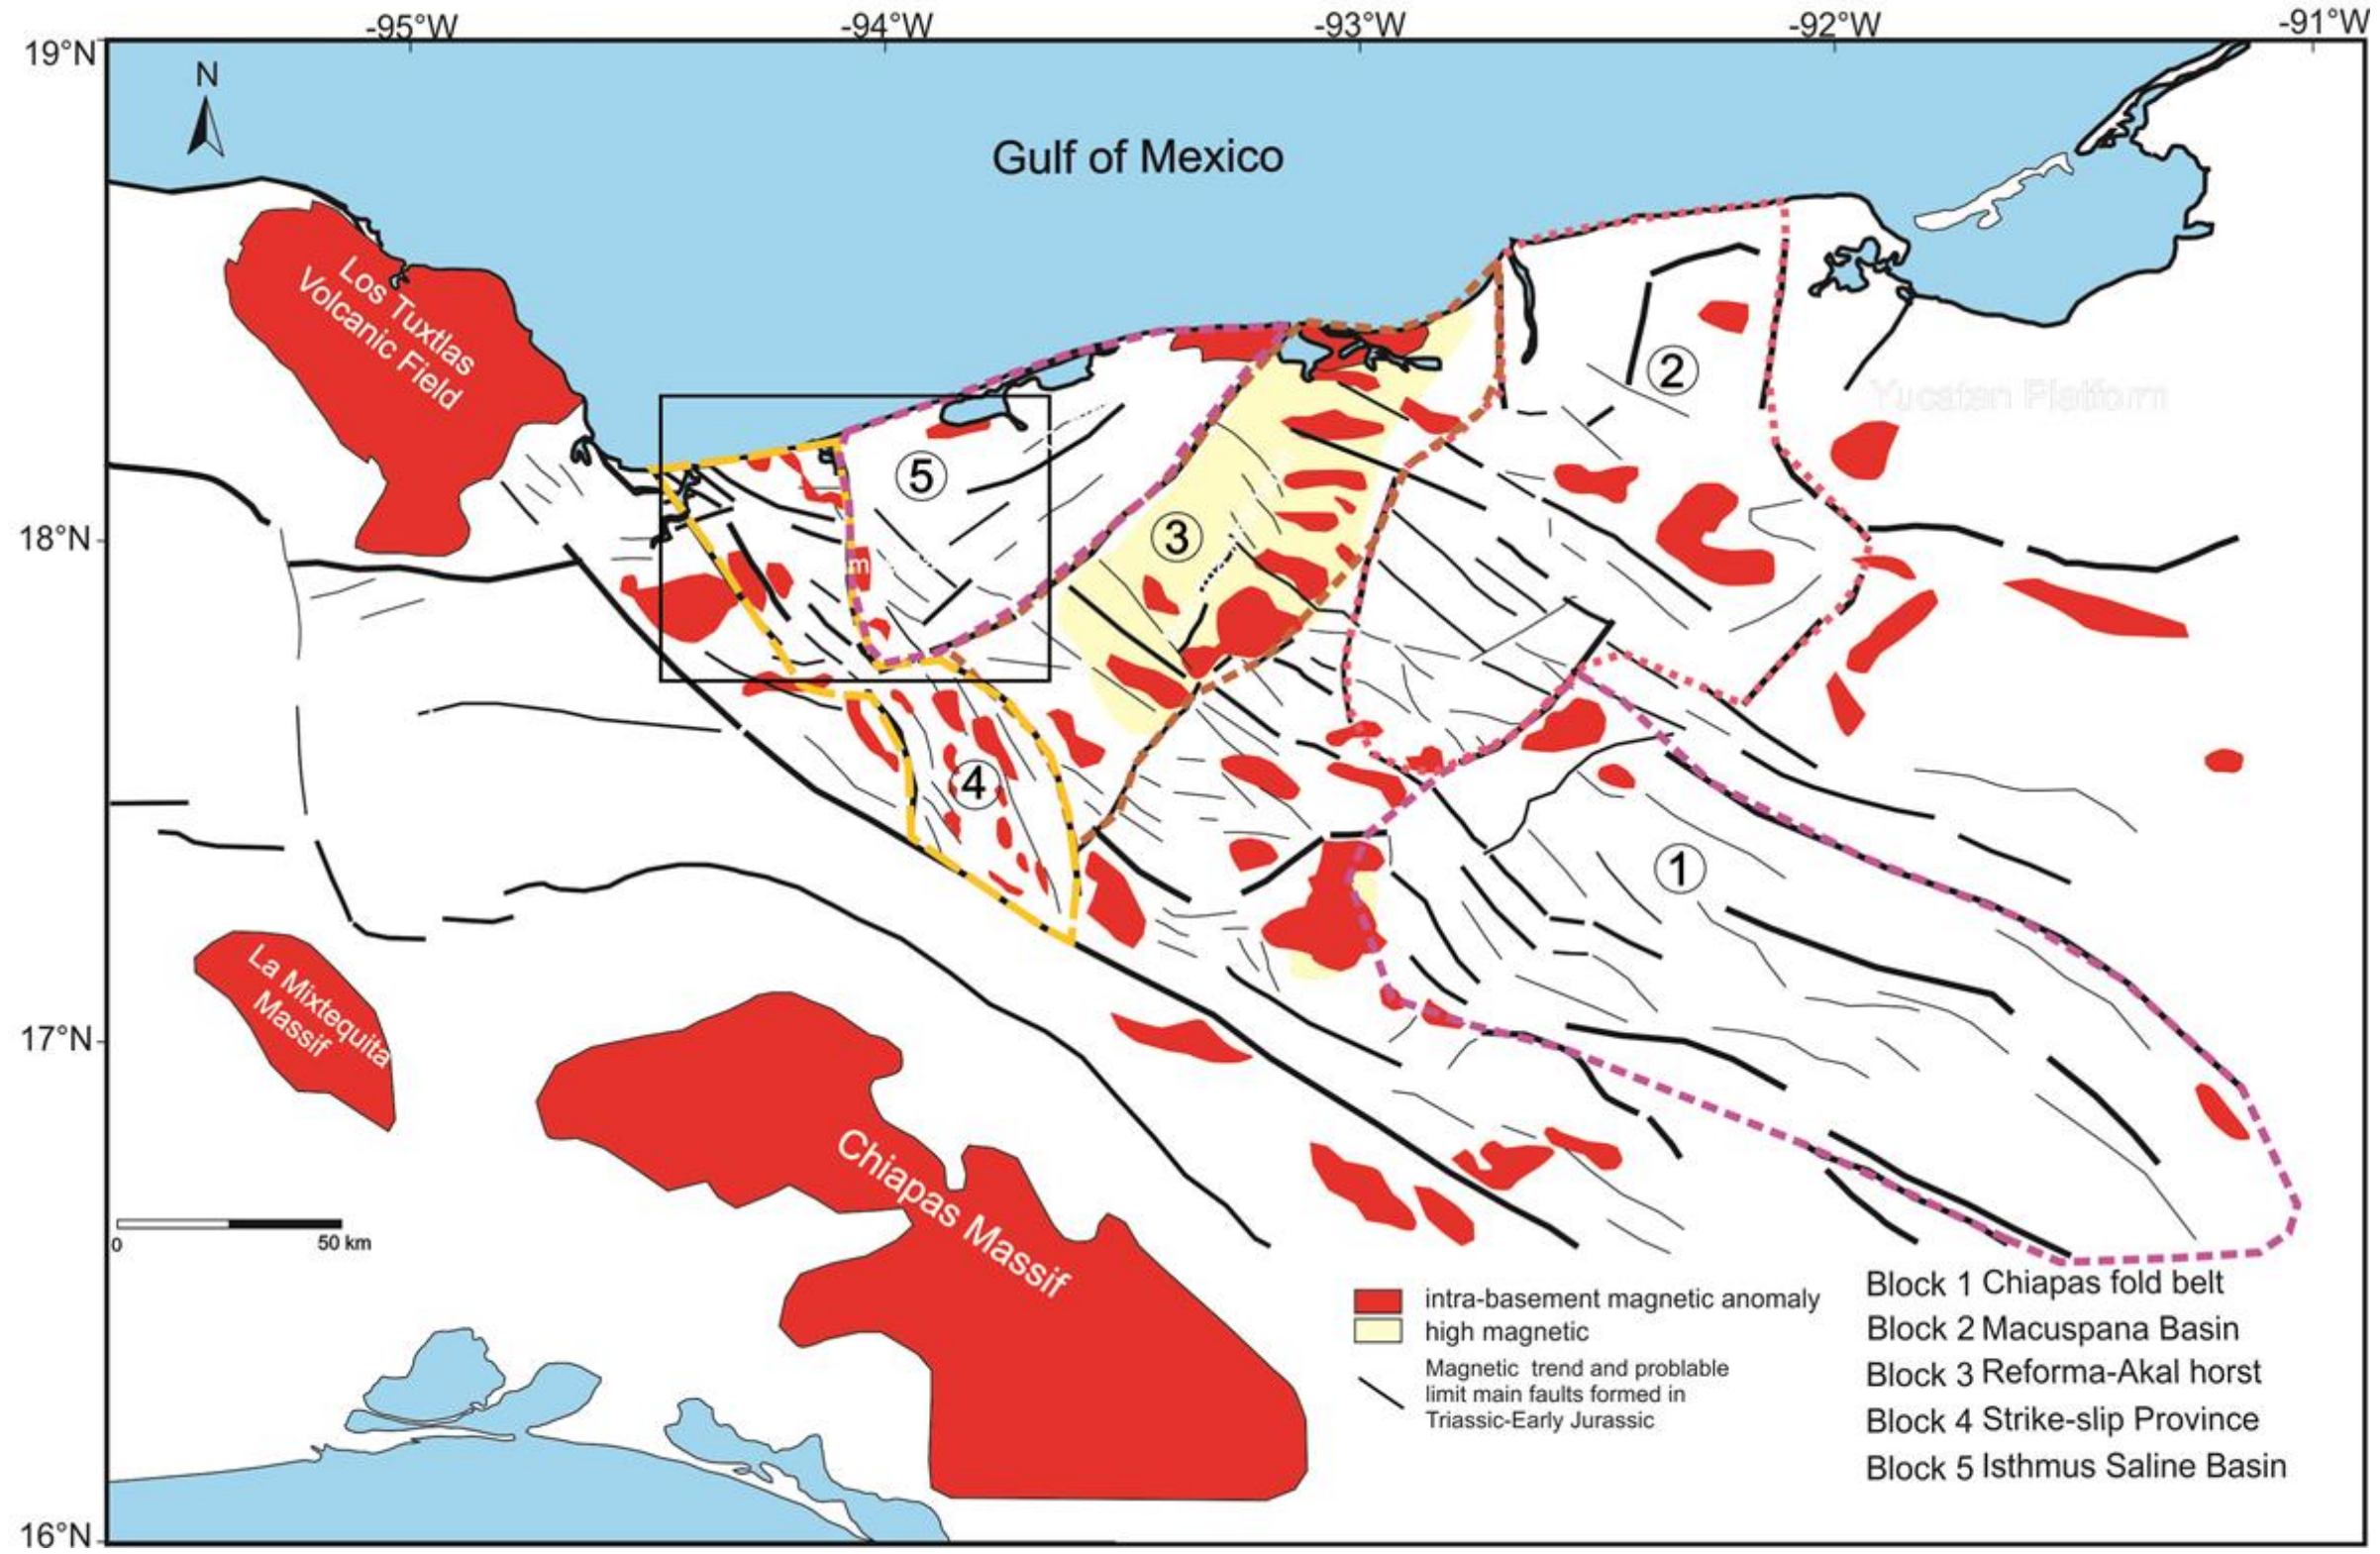 -95°W
-94°W
-93°W
-92°W
-91°W
19°N
N
Gulf of Mexico
Los Tuxtlas
Volcanic Field
2
Yucatan Platform
5
3
18°N
m
4
1
La Mixtequita
Massif
17°N
Chiapas Massif
0
50 km
intra-basement magnetic anomaly
high magnetic
Magnetic trend and problable
limit main faults formed in
Triassic-Early Jurassic
Block 1 Chiapas fold belt
Block 2 Macuspana Basin
Block 3 Reforma-Akal horst
Block 4 Strike-slip Province
Block 5 Isthmus Saline Basin
16°N